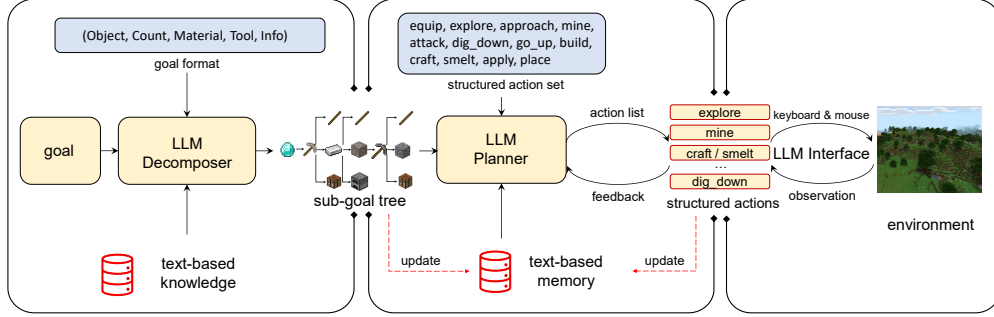 (Object, Count, Material, Tool, Info)
goal format
goal
LLM
Decomposer
text-based
knowledge
sub-goal tree
equip, explore, approach, mine,
attack, dig_down, go_up, build,
craft, smelt, apply, place
structured action set
LLM
Planner
action list
feedback
update
text-based
memory
update
explore
mine
craft / smelt
...
dig_down
structured actions
keyboard & mouse
LLM Interface
observation
environment